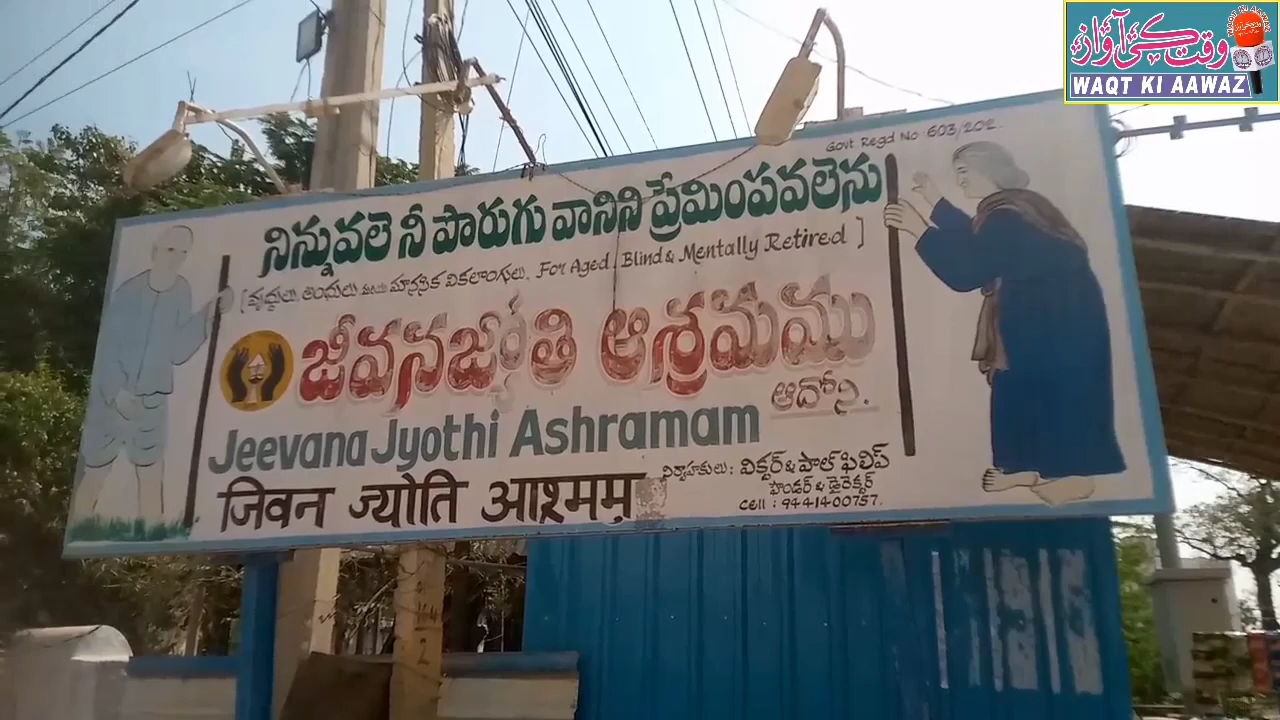 وقت کی آواز
WAQT KI AAWAZ
Govt Regd No 603/202
నిన్నువలె నీ పొరుగు వానిని ప్రేమింపవలెను
[వృద్ధులు, అంధులు మరియు మానసిక వికలాంగులు. For Aged, Blind & Mentally Retired]
జీవనజ్యోతి ఆశ్రమము
ఆదోని.
Jeevana Jyothi Ashramam
जिवन ज्योति आश्रमम्
నిర్వాహకులు: విక్టర్ & పాల్ ఫిలిప్
ఫౌండర్ & డైరెక్టర్
Cell : 9441400757.